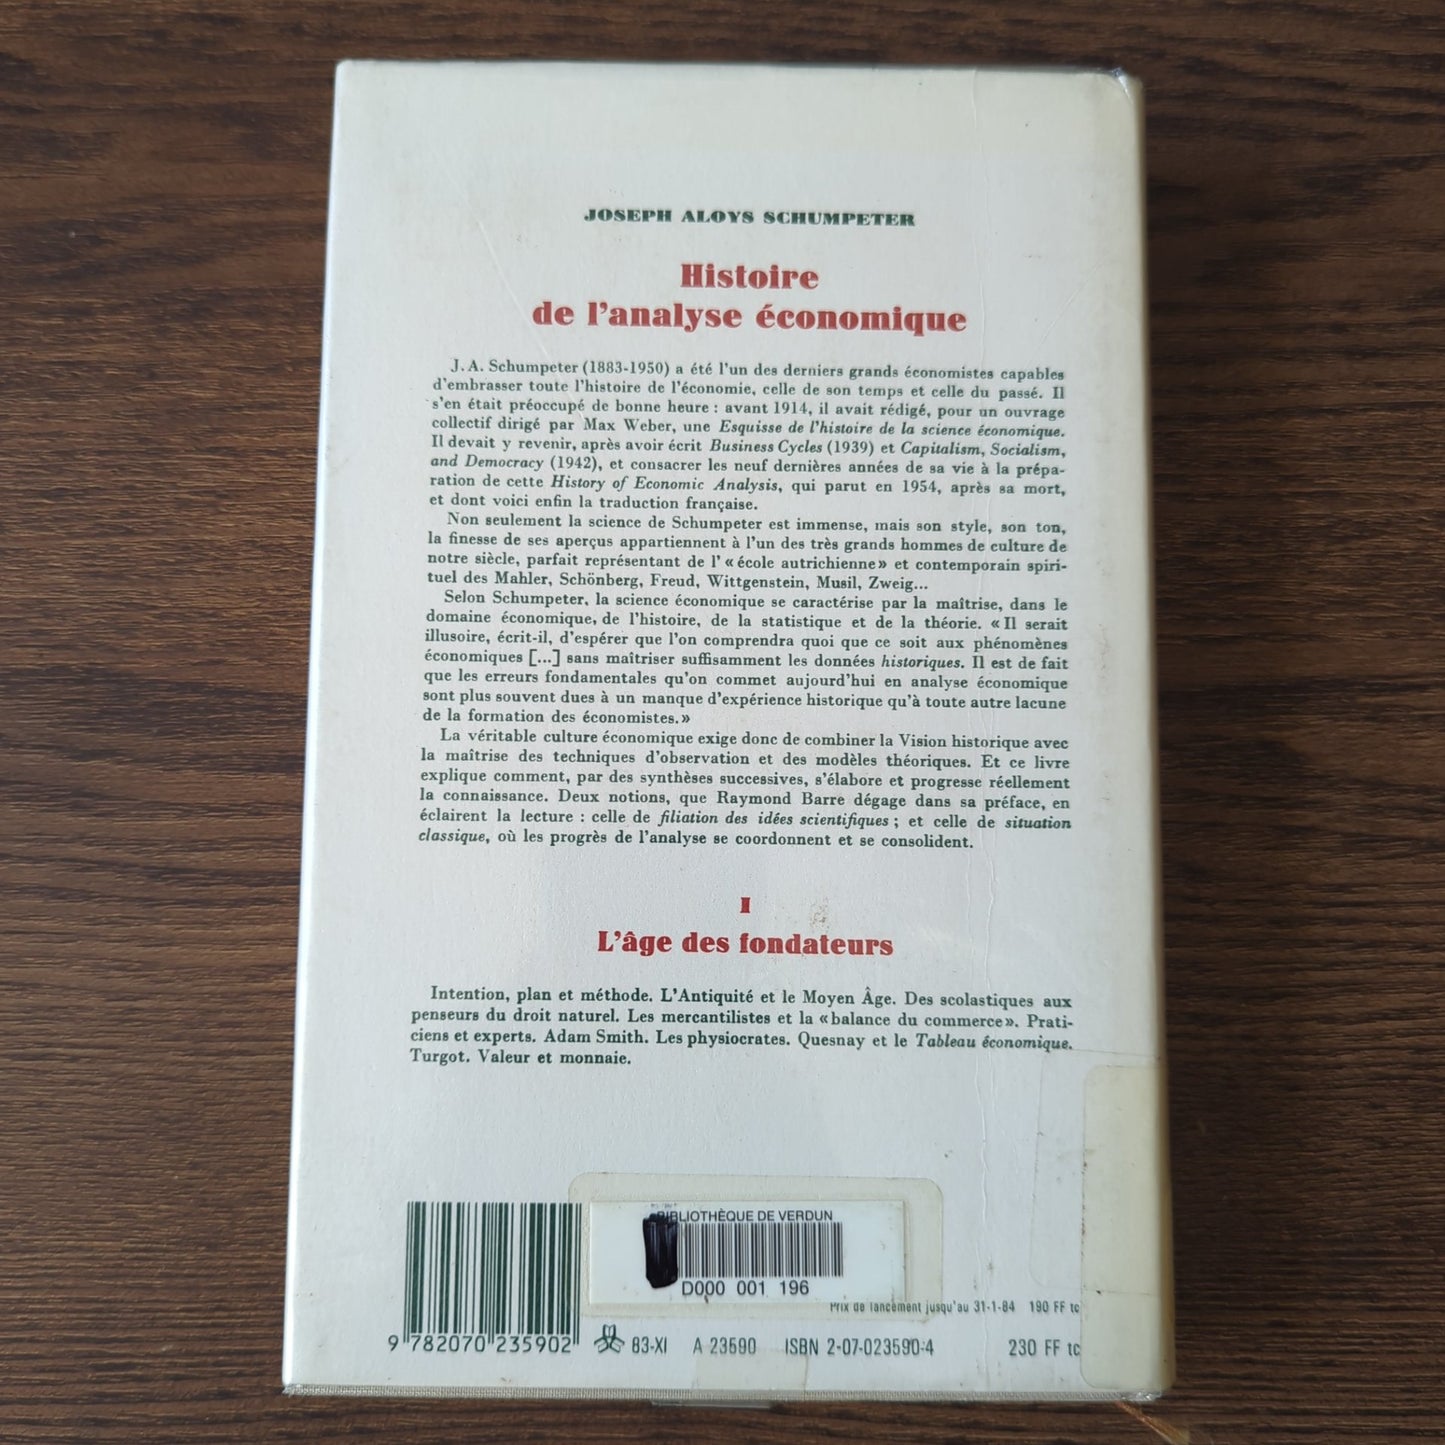 JOSEPH ALOYS SCHUMPETER
Histoire
de l'analyse économique
J. A. Schumpeter (1883-1950) a été l'un des derniers grands économistes capables
d'embrasser toute l'histoire de l'économie, celle de son temps et celle du passé. Il
s'en était préoccupé de bonne heure : avant 1914, il avait rédigé, pour un ouvrage
collectif dirigé par Max Weber, une Esquisse de l'histoire de la science économique.
Il devait y revenir, après avoir écrit Business Cycles (1939) et Capitalism, Socialism,
and Democracy (1942), et consacrer les neuf dernières années de sa vie à la prépa-
ration de cette History of Economic Analysis, qui parut en 1954, après sa mort,
et dont voici enfin la traduction française.
Non seulement la science de Schumpeter est immense, mais son style, son ton,
la finesse de ses aperçus appartiennent à l'un des très grands hommes de culture de
notre siècle, parfait représentant de l' « école autrichienne » et contemporain spiri-
tuel des Mahler, Schönberg, Freud, Wittgenstein, Musil, Zweig...
Selon Schumpeter, la science économique se caractérise par la maîtrise, dans le
domaine économique, de l'histoire, de la statistique et de la théorie. « Il serait
illusoire, écrit-il, d'espérer que l'on comprendra quoi que ce soit aux phénomènes
économiques [...] sans maîtriser suffisamment les données historiques. Il est de fait
que les erreurs fondamentales qu'on commet aujourd'hui en analyse économique
sont plus souvent dues à un manque d'expérience historique qu'à toute autre lacune
de la formation des économistes. »
La véritable culture économique exige donc de combiner la Vision historique avec
la maîtrise des techniques d'observation et des modèles théoriques. Et ce livre
explique comment, par des synthèses successives, s'élabore et progresse réellement
la connaissance. Deux notions, que Raymond Barre dégage dans sa préface, en
éclairent la lecture : celle de filiation des idées scientifiques ; et celle de situation
classique, où les progrès de l'analyse se coordonnent et se consolident.
I
L'âge des fondateurs
Intention, plan et méthode. L'Antiquité et le Moyen Âge. Des scolastiques aux
penseurs du droit naturel. Les mercantilistes et la « balance du commerce ». Prati-
ciens et experts. Adam Smith. Les physiocrates. Quesnay et le Tableau économique.
Turgot. Valeur et monnaie.
BIBLIOTHÈQUE DE VERDUN
D000 001 196
Prix de lancement jusqu'au 31-1-84 190 FF tc
9 782070 235902 83-XI A 23590 ISBN 2-07-023590-4 230 FF tc